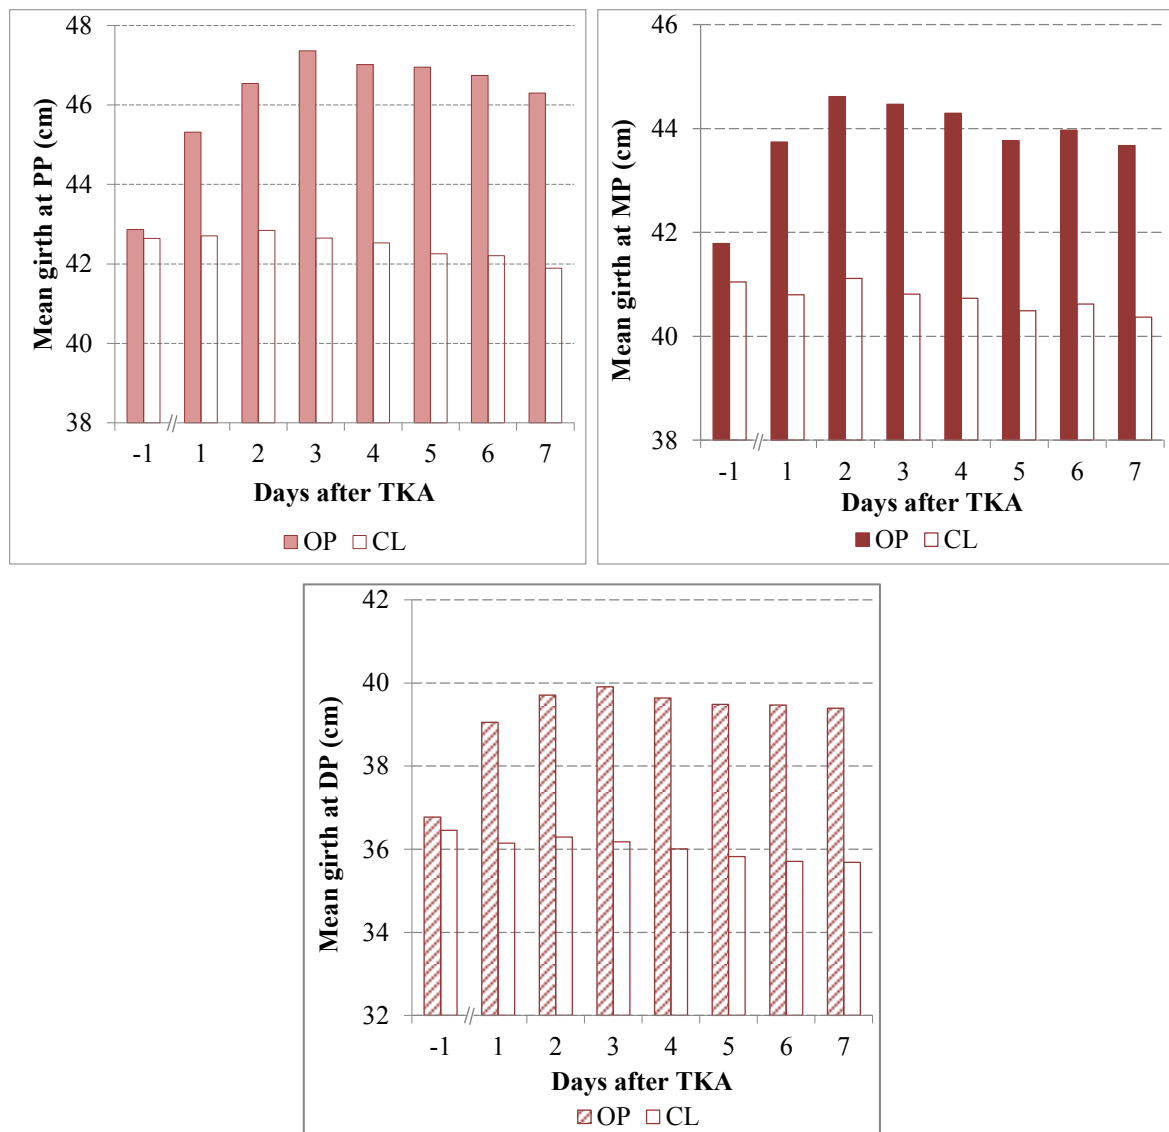 Mean girth at PP (cm)
48
46
44
42
40
38
-1 // 1 2 3 4 5 6 7
Days after TKA
OP CL
Mean girth at MP (cm)
46
44
42
40
38
-1 // 1 2 3 4 5 6 7
Days after TKA
OP CL
Mean girth at DP (cm)
42
40
38
36
34
32
-1 // 1 2 3 4 5 6 7
Days after TKA
OP CL